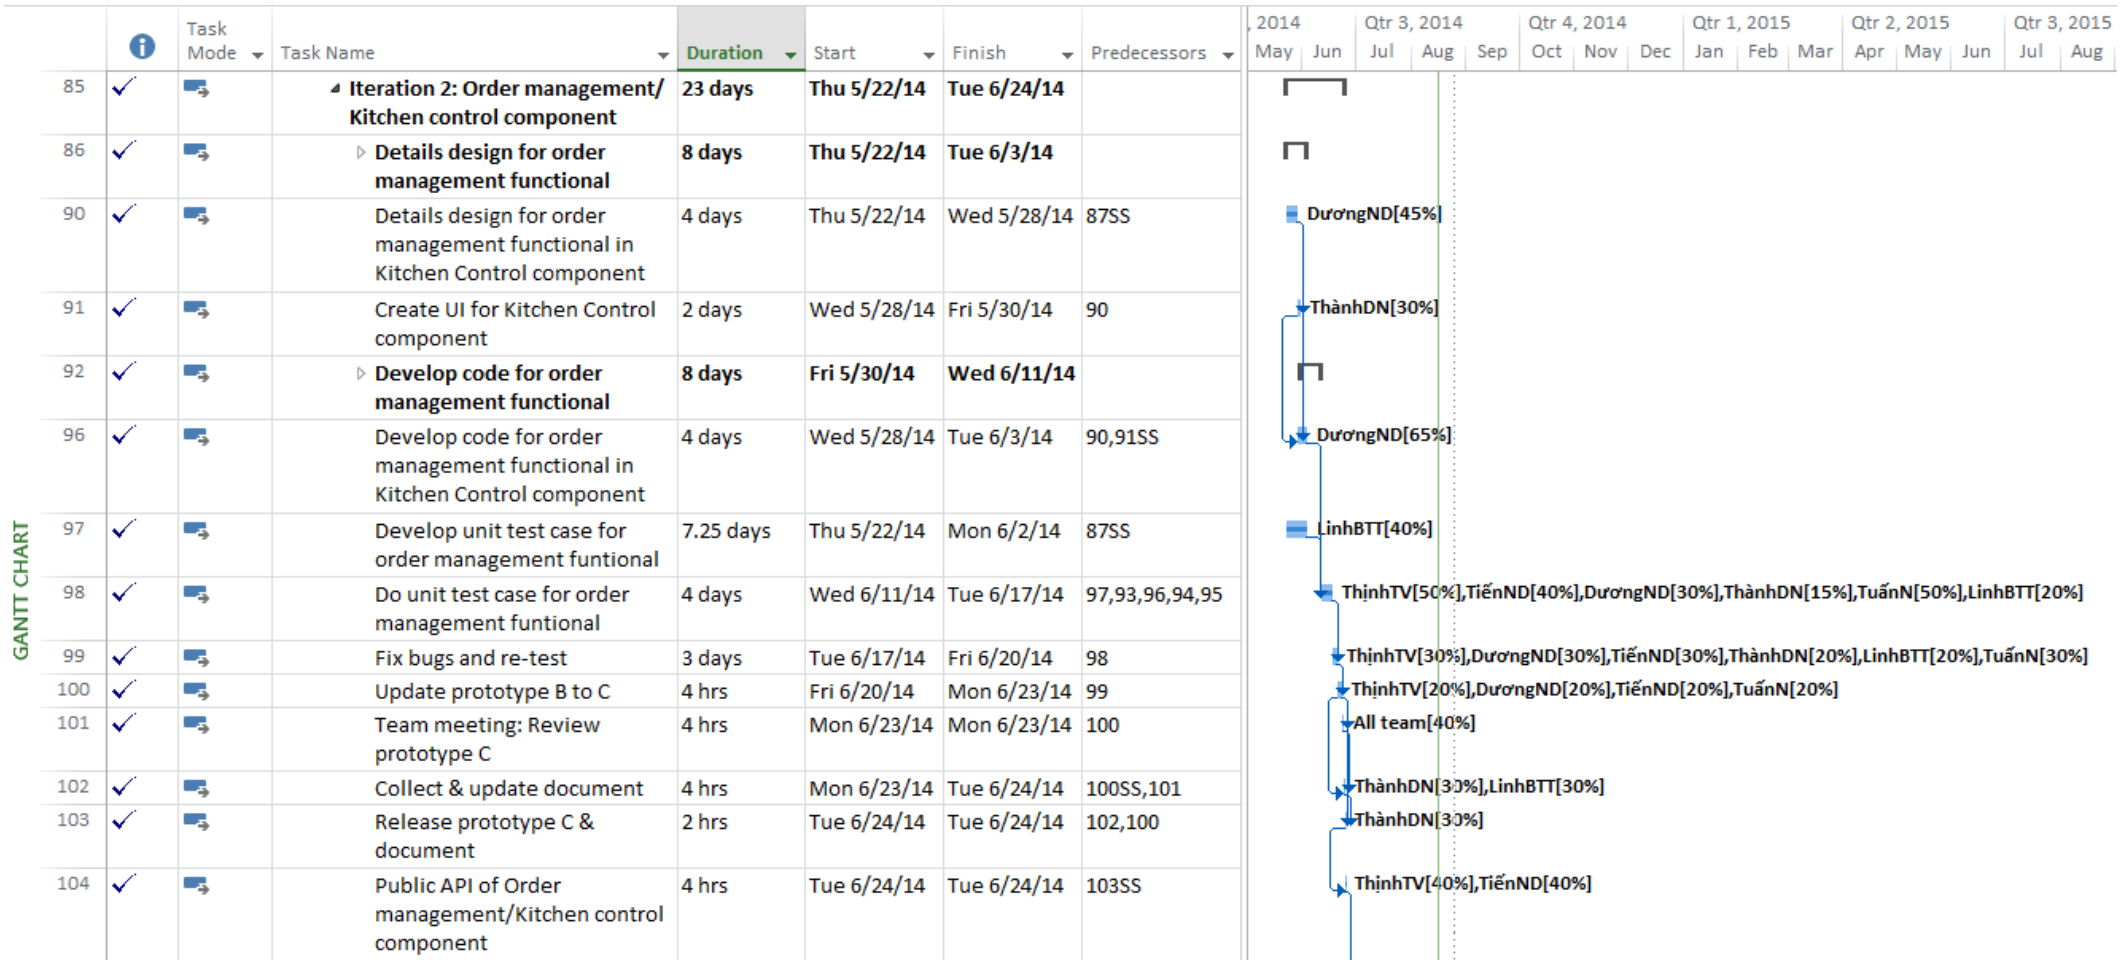 Task Mode
Task Name
Duration
Start
Finish
Predecessors
, 2014
Qtr 3, 2014
Qtr 4, 2014
Qtr 1, 2015
Qtr 2, 2015
Qtr 3, 2015
May Jun Jul Aug Sep Oct Nov Dec Jan Feb Mar Apr May Jun Jul Aug
GANTT CHART
85 Iteration 2: Order management/ 23 days Thu 5/22/14 Tue 6/24/14
Kitchen control component
86 Details design for order 8 days Thu 5/22/14 Tue 6/3/14
management functional
90 Details design for order 4 days Thu 5/22/14 Wed 5/28/14 87SS DươngND[45%]
management functional in
Kitchen Control component
91 Create UI for Kitchen Control 2 days Wed 5/28/14 Fri 5/30/14 90 ThànhDN[30%]
component
92 Develop code for order 8 days Fri 5/30/14 Wed 6/11/14
management functional
96 Develop code for order 4 days Wed 5/28/14 Tue 6/3/14 90,91SS DươngND[65%]
management functional in
Kitchen Control component
97 Develop unit test case for 7.25 days Thu 5/22/14 Mon 6/2/14 87SS LinhBTT[40%]
order management funtional
98 Do unit test case for order 4 days Wed 6/11/14 Tue 6/17/14 97,93,96,94,95 ThịnhTV[50%],TiếnND[40%],DươngND[30%],ThànhDN[15%],TuấnN[50%],LinhBTT[20%]
management funtional
99 Fix bugs and re-test 3 days Tue 6/17/14 Fri 6/20/14 98 ThịnhTV[30%],DươngND[30%],TiếnND[30%],ThànhDN[20%],LinhBTT[20%],TuấnN[30%]
100 Update prototype B to C 4 hrs Fri 6/20/14 Mon 6/23/14 99 ThịnhTV[20%],DươngND[20%],TiếnND[20%],TuấnN[20%]
101 Team meeting: Review 4 hrs Mon 6/23/14 Mon 6/23/14 100 All team[40%]
prototype C
102 Collect & update document 4 hrs Mon 6/23/14 Tue 6/24/14 100SS,101 ThànhDN[30%],LinhBTT[30%]
103 Release prototype C & 2 hrs Tue 6/24/14 Tue 6/24/14 102,100 ThànhDN[30%]
document
104 Public API of Order 4 hrs Tue 6/24/14 Tue 6/24/14 103SS ThịnhTV[40%],TiếnND[40%]
management/Kitchen control
component